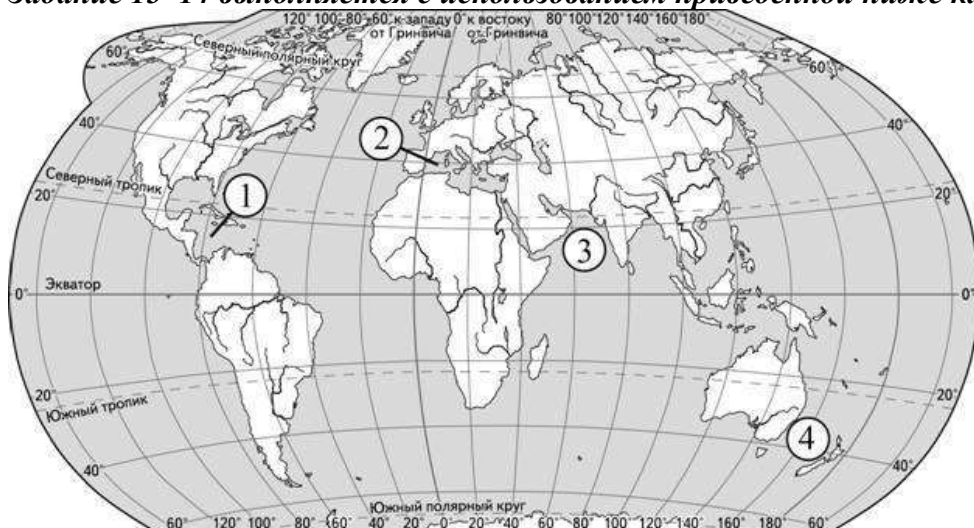 Задание 13–14 выполняется с использованием приведенной ниже ка
120° 100° 80° 60° к западу 0° к востоку 80° 100° 120° 140° 160° 180°
от Гринвича от Гринвича
Северный полярный круг
60° 60°
40° 40°
2
Северный тропик
20° 20°
1
3
Экватор
0° 0°
20° 20°
Южный тропик
4
40° 40°
Южный полярный круг
60° 120° 100° 60° 40° 20° 0° 20° 40° 60° 80° 100° 120° 140° 160° 180° 60°